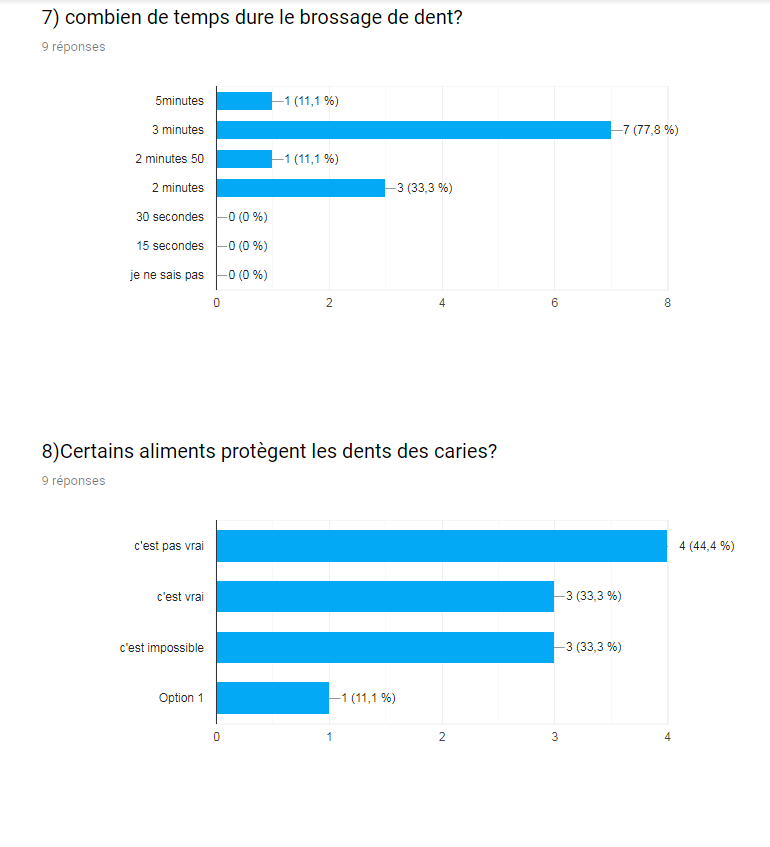 7) combien de temps dure le brossage de dent?
9 réponses
5minutes 1 (11,1 %)
3 minutes 7 (77,8 %)
2 minutes 50 1 (11,1 %)
2 minutes 3 (33,3 %)
30 secondes 0 (0 %)
15 secondes 0 (0 %)
je ne sais pas 0 (0 %)
0 2 4 6 8
8)Certains aliments protègent les dents des caries?
9 réponses
c'est pas vrai 4 (44,4 %)
c'est vrai 3 (33,3 %)
c'est impossible 3 (33,3 %)
Option 1 1 (11,1 %)
0 1 2 3 4